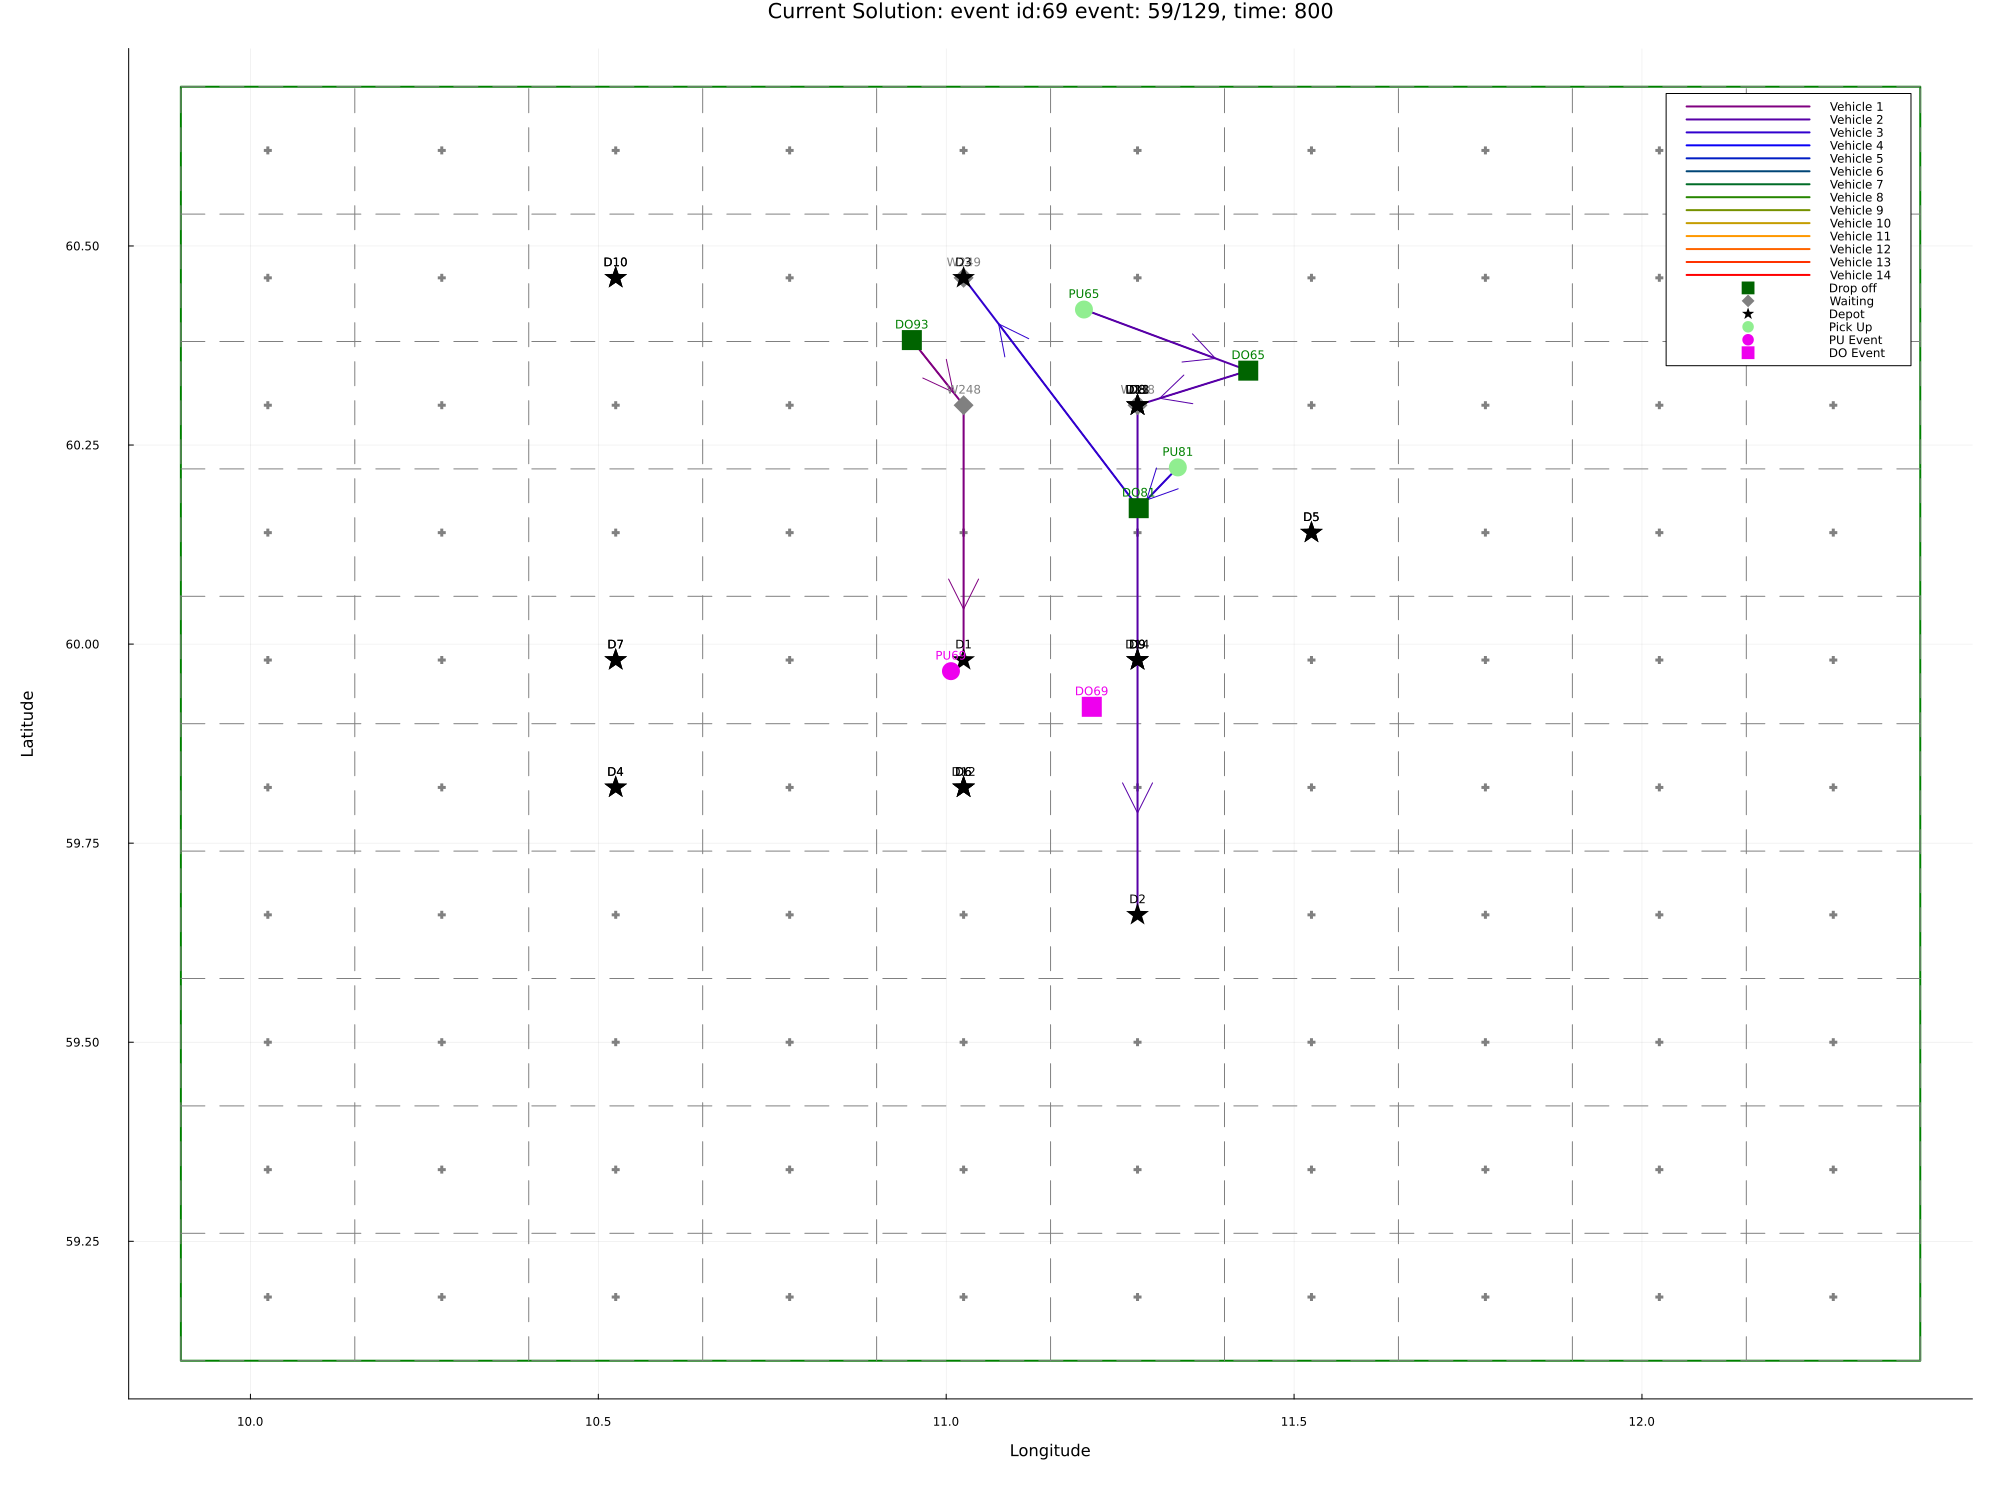 Current Solution: event id:69 event: 59/129, time: 800
Vehicle 1
Vehicle 2
Vehicle 3
Vehicle 4
Vehicle 5
Vehicle 6
Vehicle 7
Vehicle 8
Vehicle 9
Vehicle 10
Vehicle 11
Vehicle 12
Vehicle 13
Vehicle 14
Drop off
Waiting
Depot
Pick Up
PU Event
DO Event
60.50
60.25
60.00
59.75
59.50
59.25
Latitude
D10
D3
PU65
DO93
DO65
W248
PU81
DO81
D5
D7
D1
PU69
DO69
D4
D2
10.0
10.5
11.0
11.5
12.0
Longitude